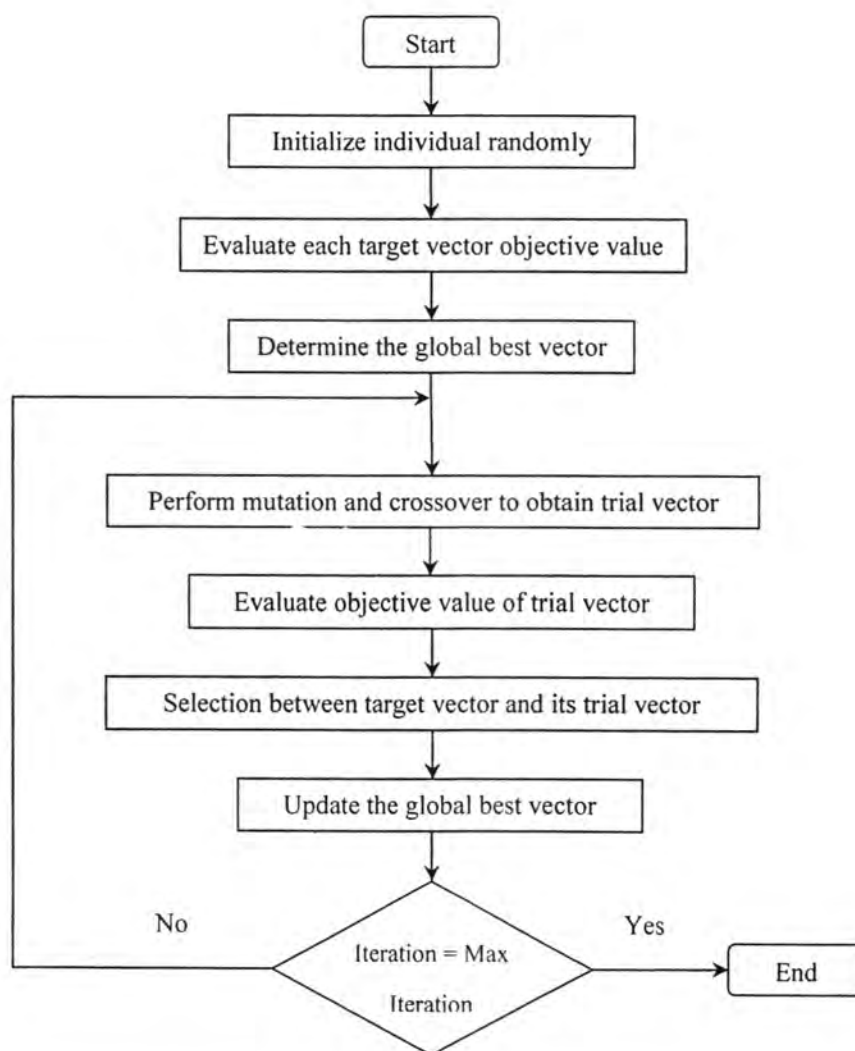 Start
Initialize individual randomly
Evaluate each target vector objective value
Determine the global best vector
Perform mutation and crossover to obtain trial vector
Evaluate objective value of trial vector
Selection between target vector and its trial vector
Update the global best vector
No
Yes
Iteration = Max
Iteration
End